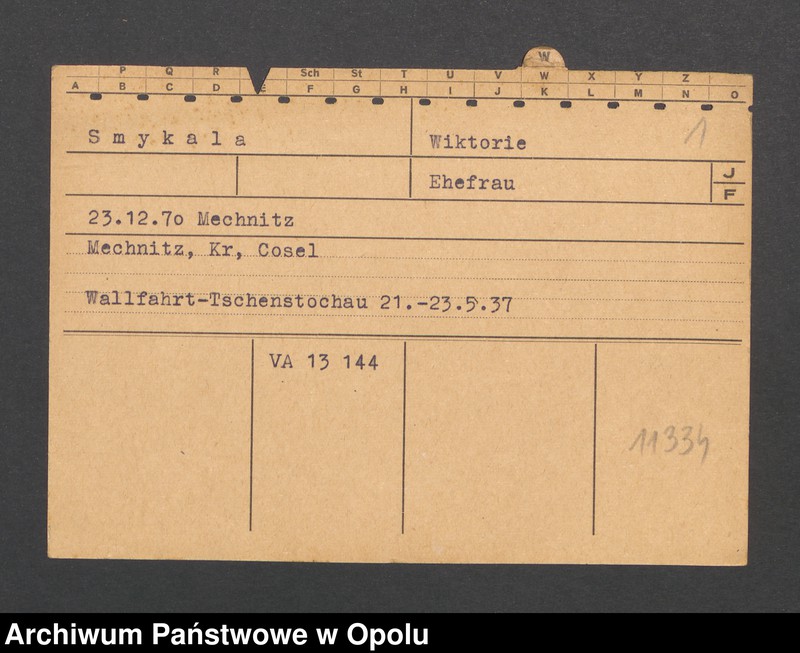 W
P Q R Sch St T U V W X Y Z
A B C D F G H I J K L M N O
Smykala
Wiktorie
1
Ehefrau
J
F
23.12.7o Mechnitz
Mechnitz, Kr, Cosel
Wallfahrt-Tschenstochau 21.-23.5.37
VA 13 144
11334
Archiwum Państwowe w Opolu